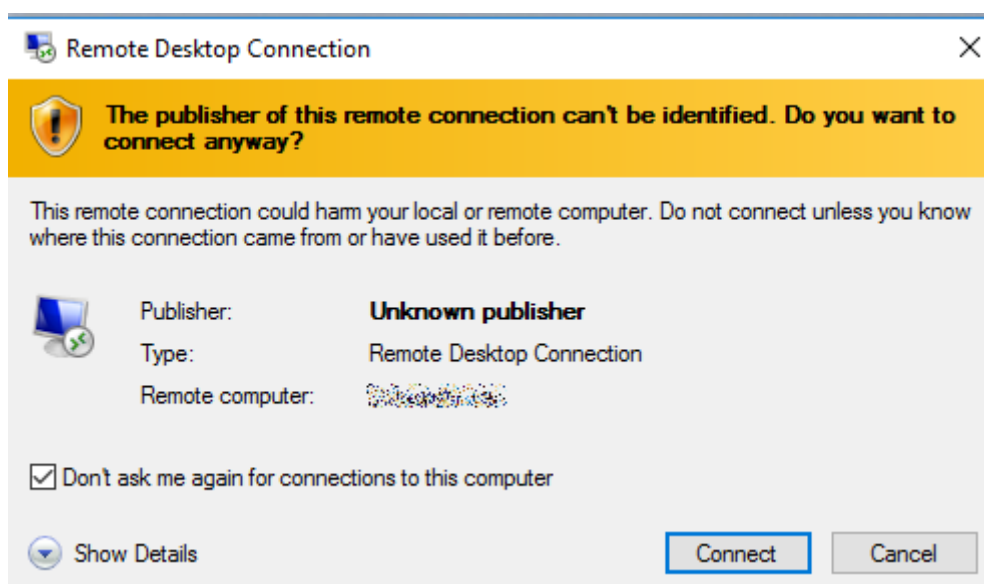 Remote Desktop Connection
The publisher of this remote connection can't be identified. Do you want to
connect anyway?
This remote connection could harm your local or remote computer. Do not connect unless you know
where this connection came from or have used it before.
Publisher: Unknown publisher
Type: Remote Desktop Connection
Remote computer:
Don't ask me again for connections to this computer
Show Details Connect Cancel